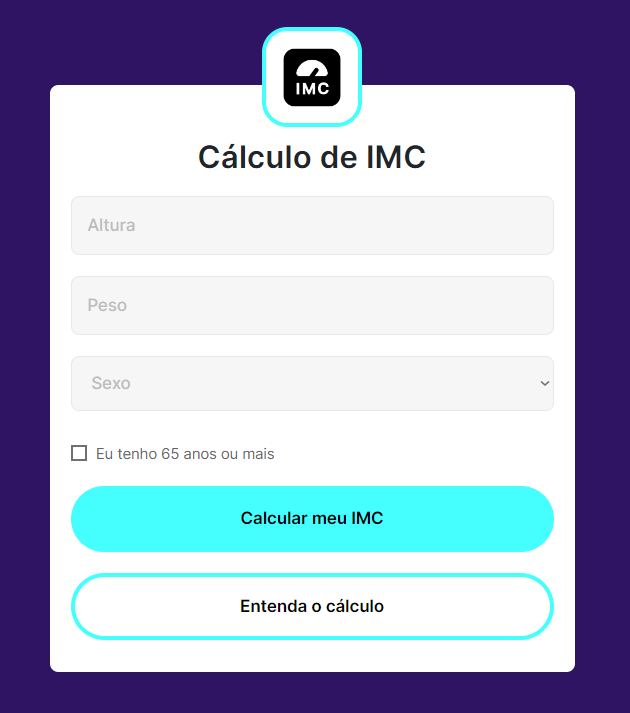 IMC
Cálculo de IMC
Altura
Peso
Sexo
Eu tenho 65 anos ou mais
Calcular meu IMC
Entenda o cálculo